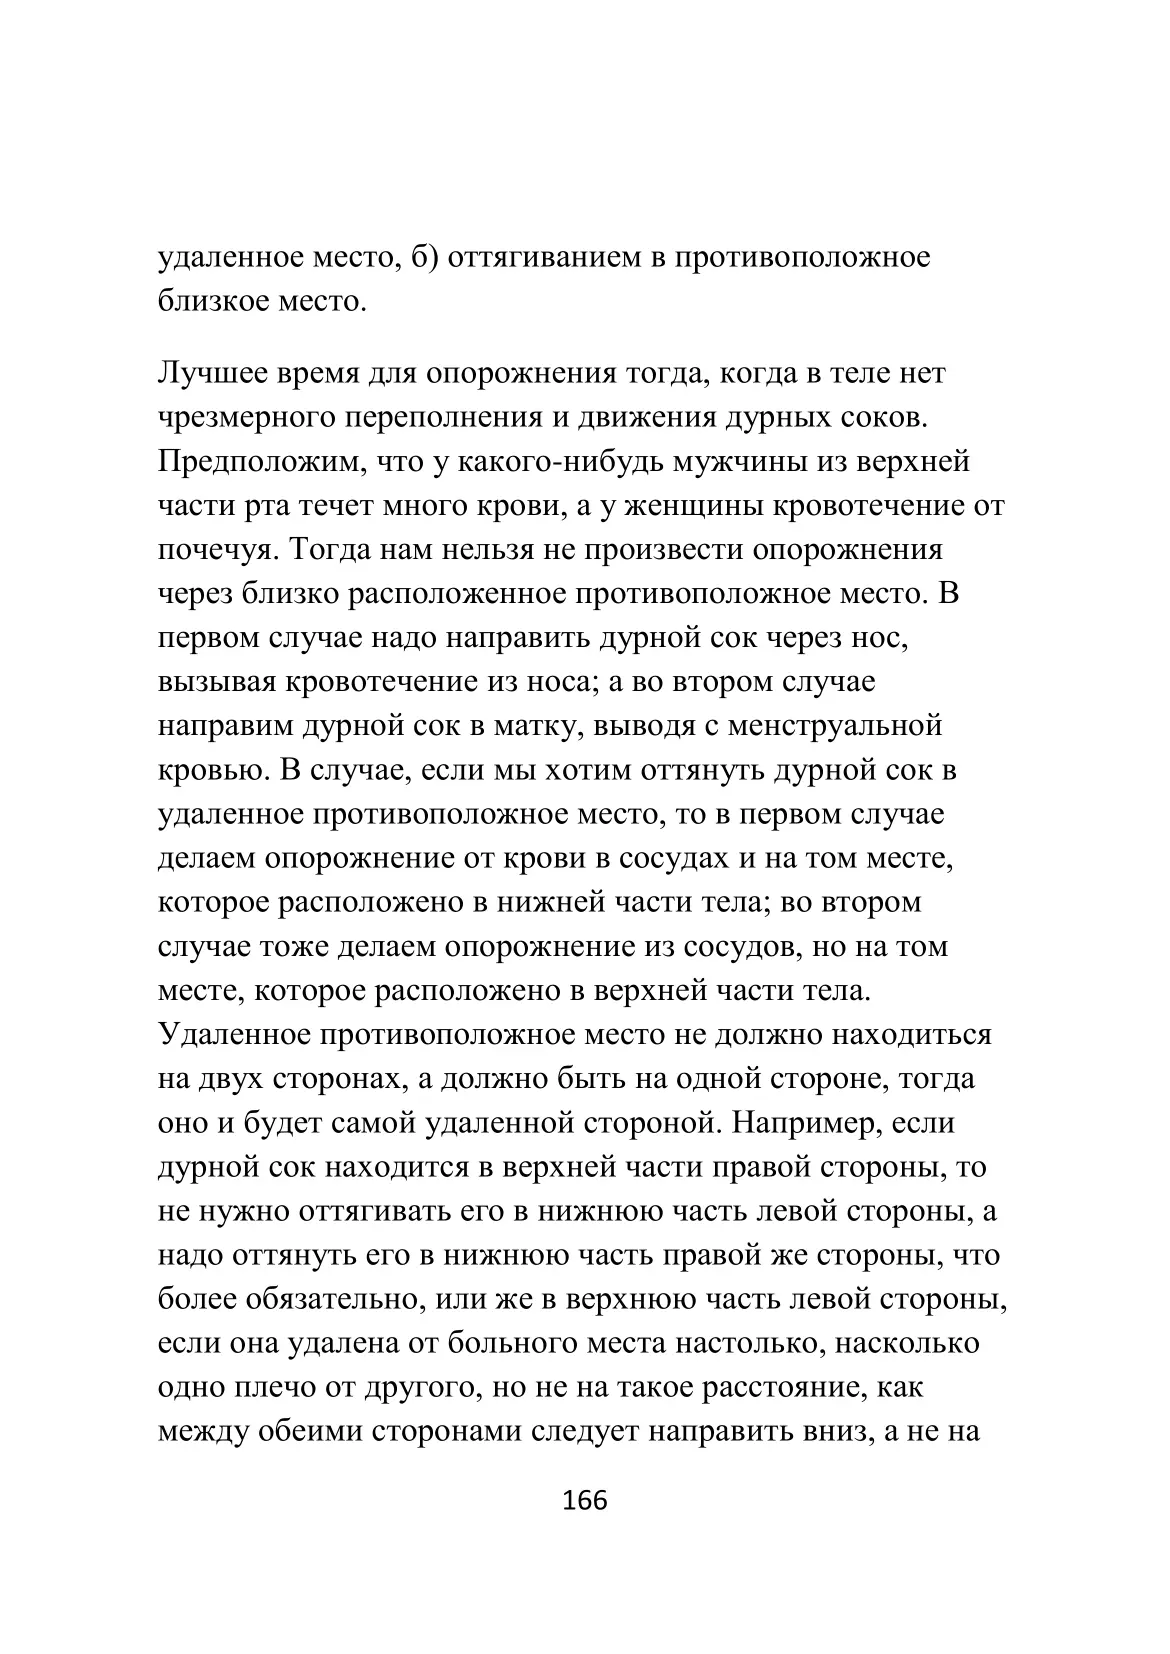 удаленное место, б) оттягиванием в противоположное
близкое место.
Лучшее время для опорожнения тогда, когда в теле нет
чрезмерного переполнения и движения дурных соков.
Предположим, что у какого-нибудь мужчины из верхней
части рта течет много крови, а у женщины кровотечение от
почечуя. Тогда нам нельзя не произвести опорожнения
через близко расположенное противоположное место. В
первом случае надо направить дурной сок через нос,
вызывая кровотечение из носа; а во втором случае
направим дурной сок в матку, выводя с менструальной
кровью. В случае, если мы хотим оттянуть дурной сок в
удаленное противоположное место, то в первом случае
делаем опорожнение от крови в сосудах и на том месте,
которое расположено в нижней части тела; во втором
случае тоже делаем опорожнение из сосудов, но на том
месте, которое расположено в верхней части тела.
Удаленное противоположное место не должно находиться
на двух сторонах, а должно быть на одной стороне, тогда
оно и будет самой удаленной стороной. Например, если
дурной сок находится в верхней части правой стороны, то
не нужно оттягивать его в нижнюю часть левой стороны, а
надо оттянуть его в нижнюю часть правой же стороны, что
более обязательно, или же в верхнюю часть левой стороны,
если она удалена от больного места настолько, насколько
одно плечо от другого, но не на такое расстояние, как
между обеими сторонами следует направить вниз, а не на
166